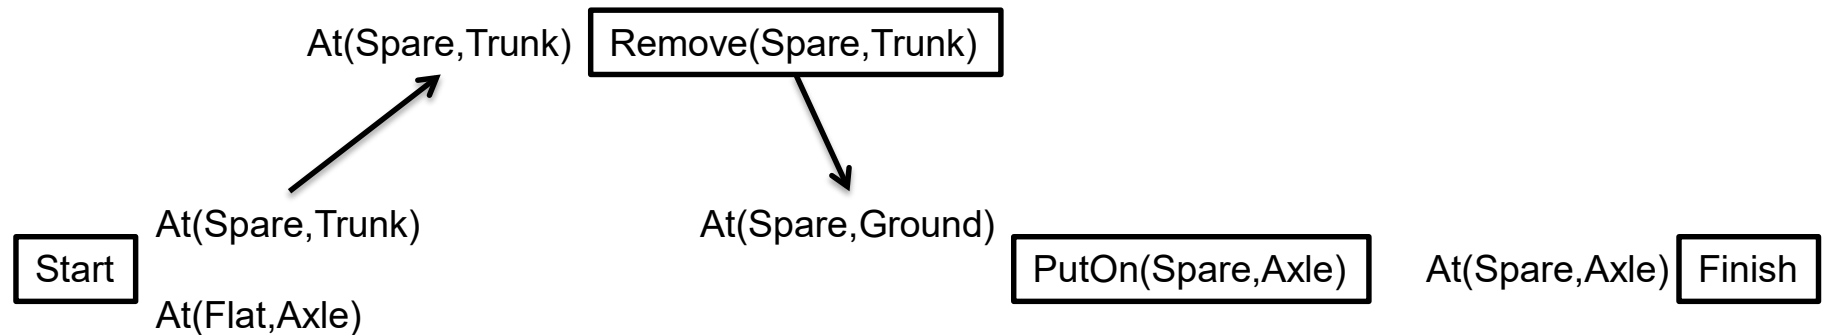 At(Spare,Trunk)
Remove(Spare,Trunk)
At(Spare,Trunk)
At(Spare,Ground)
Start
PutOn(Spare,Axle)
At(Spare,Axle)
Finish
At(Flat,Axle)